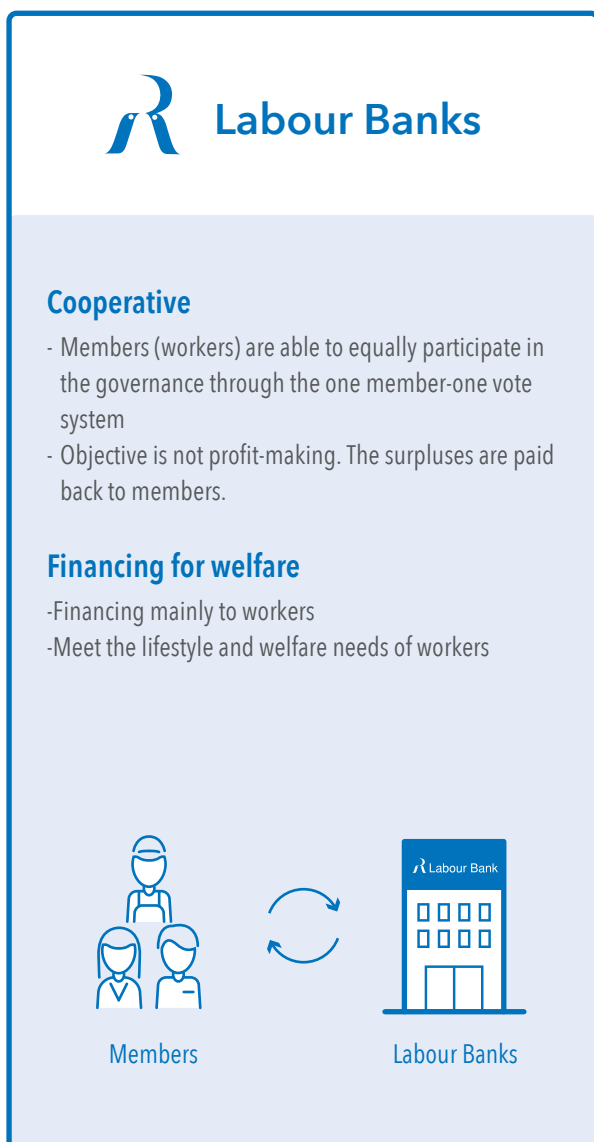 Labour Banks
Cooperative
- Members (workers) are able to equally participate in
the governance through the one member-one vote
system
- Objective is not profit-making. The surpluses are paid
back to members.
Financing for welfare
-Financing mainly to workers
-Meet the lifestyle and welfare needs of workers
Labour Bank
Members
Labour Banks